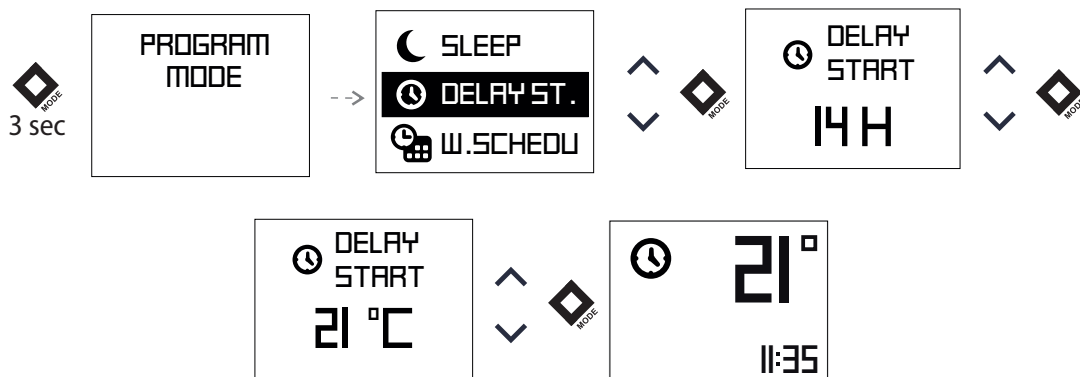 PROGRAM
MODE
MODE
3 sec
SLEEP
DELAY ST.
W.SCHEDU
MODE
DELAY
START
14 H
MODE
DELAY
START
21 °C
MODE
21°
11:35